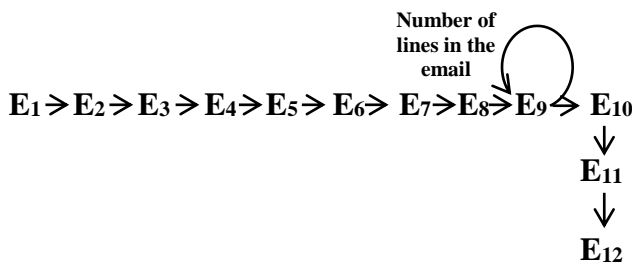 Number of
lines in the
email
E1 E2 E3 E4 E5 E6 E7 E8 E9 E10
E11
E12